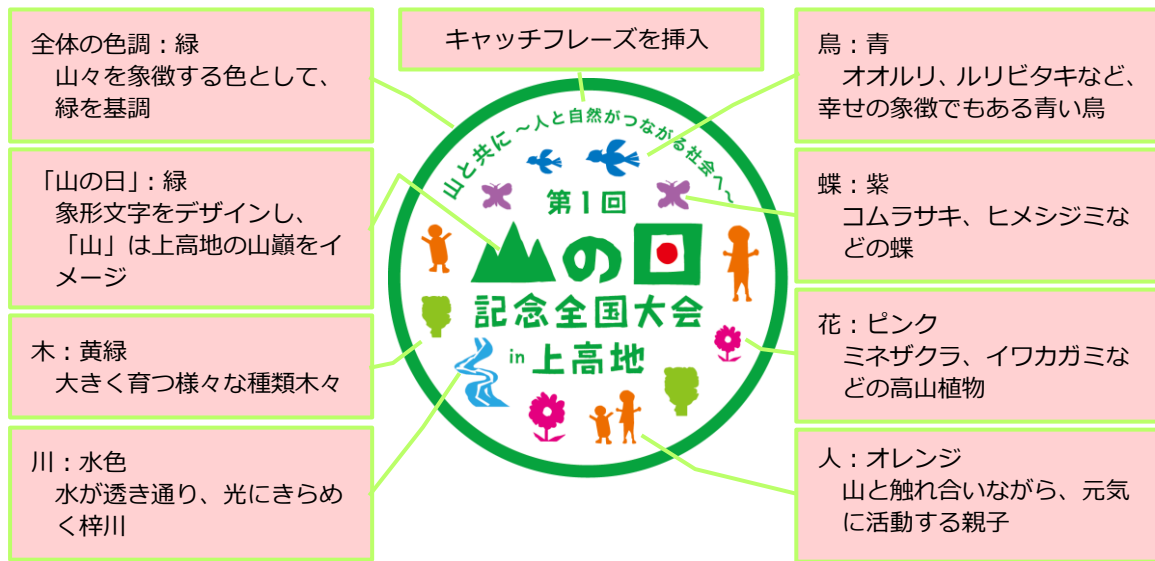 全体の色調：緑
山々を象徴する色として、
緑を基調
「山の日」：緑
象形文字をデザインし、
「山」は上高地の山巓をイ
メージ
木：黄緑
大きく育つ様々な種類木々
川：水色
水が透き通り、光にきらめ
く梓川
キャッチフレーズを挿入
山と共に ～人と自然がつながる社会へ～
第1回
山の日
記念全国大会
in 上高地
鳥：青
オオルリ、ルリビタキなど、
幸せの象徴でもある青い鳥
蝶：紫
コムラサキ、ヒメシジミな
どの蝶
花：ピンク
ミネザクラ、イワカガミな
どの高山植物
人：オレンジ
山と触れ合いながら、元気
に活動する親子